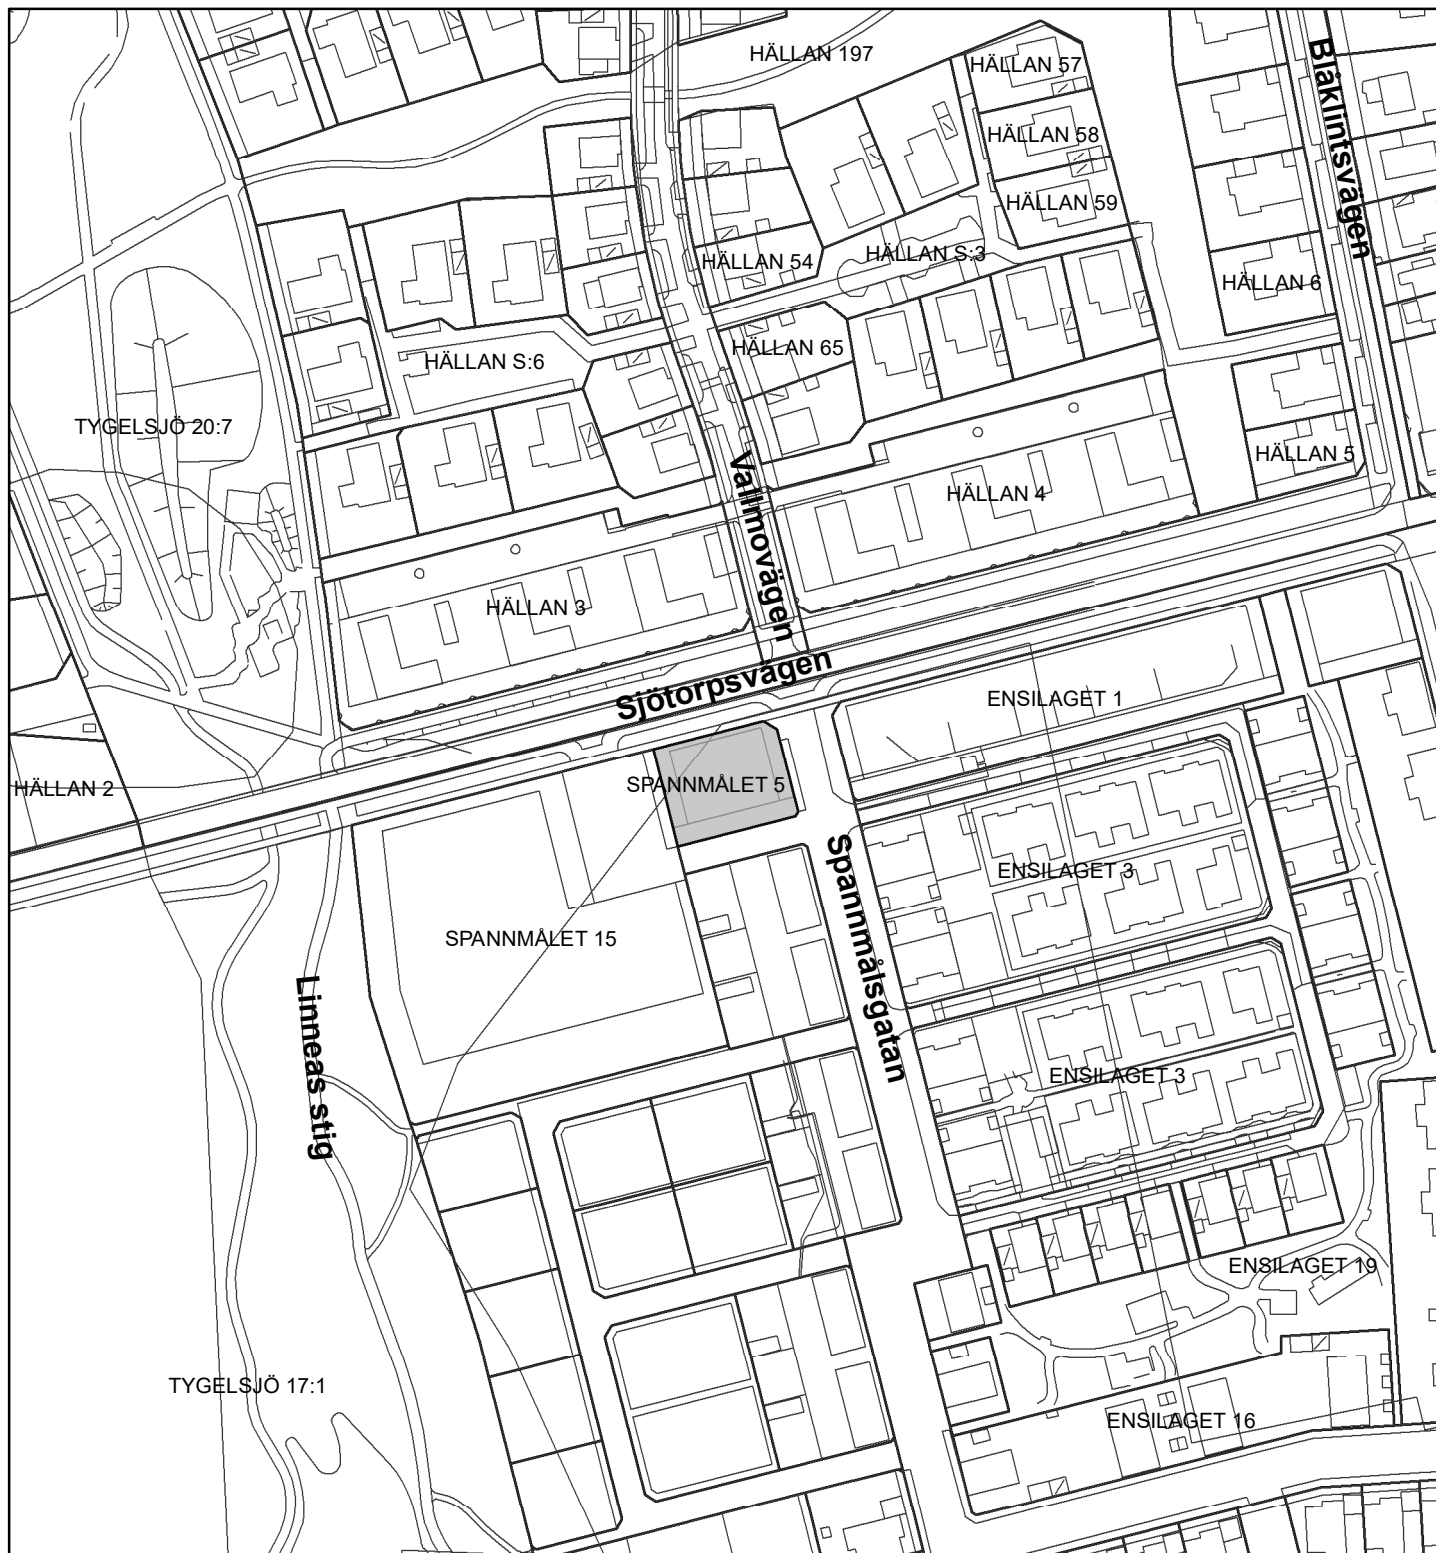 HÄLLAN 197
HÄLLAN 57
Blåklintsvägen
HÄLLAN 58
HÄLLAN 59
HÄLLAN 54
HÄLLAN S:3
HÄLLAN 6
HÄLLAN 65
HÄLLAN S:6
TYGELSJÖ 20:7
HÄLLAN 5
Vallmovägen
HÄLLAN 4
HÄLLAN 3
Sjötorpsvägen
ENSILAGET 1
HÄLLAN 2
SPANNMÅLET 5
Spannmålsgatan
ENSILAGET 3
SPANNMÅLET 15
Linneas stig
ENSILAGET 3
ENSILAGET 19
TYGELSJÖ 17:1
ENSILAGET 16